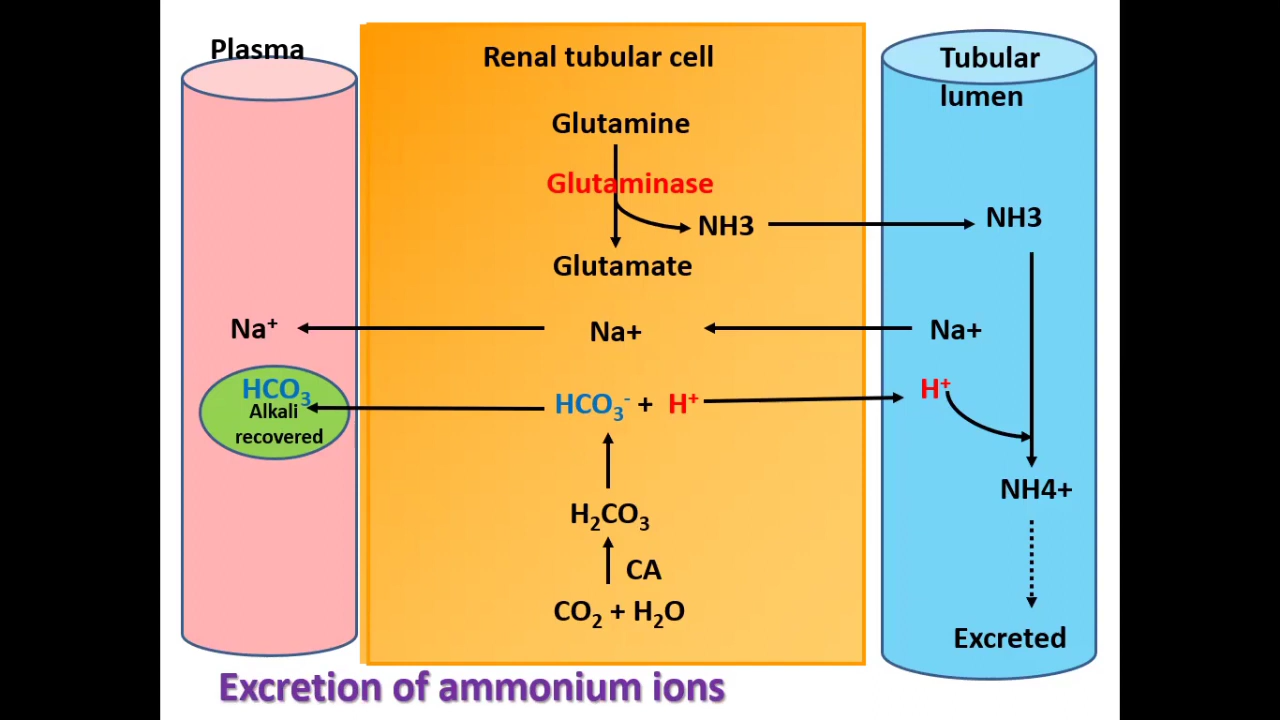 Plasma
Renal tubular cell
Tubular
lumen
Glutamine
Glutaminase
NH3
NH3
Glutamate
Na⁺
Na+
Na+
HCO₃
Alkali
recovered
HCO₃⁻ + H⁺
H⁺
NH4+
H₂CO₃
CA
CO₂ + H₂O
Excreted
Excretion of ammonium ions